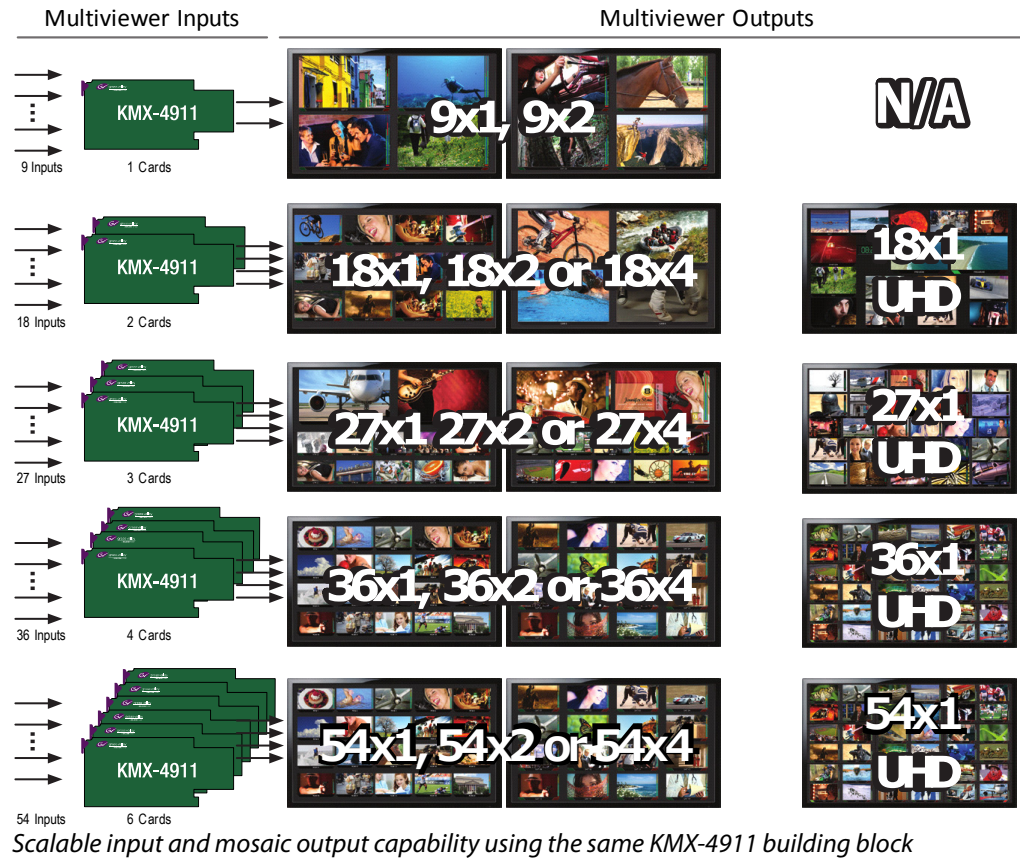 Multiviewer Inputs
Multiviewer Outputs
KMX-4911
9 Inputs
1 Cards
9x1, 9x2
N/A
KMX-4911
18 Inputs
2 Cards
18x1, 18x2 or 18x4
18x1
UHD
KMX-4911
27 Inputs
3 Cards
27x1 27x2 or 27x4
27x1
UHD
KMX-4911
36 Inputs
4 Cards
36x1, 36x2 or 36x4
36x1
UHD
KMX-4911
54 Inputs
6 Cards
54x1, 54x2 or 54x4
54x1
UHD
Scalable input and mosaic output capability using the same KMX-4911 building block